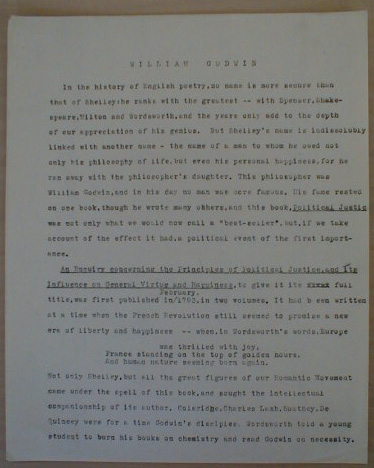 WILLIAM GODWIN
In the history of English poetry,no name is more secure than
that of Shelley:he ranks with the greatest -- with Spenser,Shake-
speare,Milton and Wordsworth,and the years only add to the depth
of our appreciation of his genius. But Shelley's name is indissolubly
linked with another name - the name of a man to whom he owed not
only his philosophy of life,but even his personal happiness,for he
ran away with the philosopher's daughter. This philosopher was
William Godwin,and in his day no man was more famous. His fame rested
on one book,though he wrote many others,and this book,Political Justic
was not only what we would now call a "best-seller",but,if we take
account of the effect it had,a political event of the first import-
ance.
An Enquiry concerning the Principles of Political Justice,and its
Influence on General Virtue and Happiness,to give it its xxxxx full
February,
title,was first published in/1793,in two volumes. It had been written
at a time when the French Revolution still seemed to promise a new
era of liberty and happiness -- when,in Wordsworth's words,Europe
was thrilled with joy,
France standing on the top of golden hours,
And human nature seeming born again.
Not only Shelley,but all the great figures of our Romantic Movement
came under the spell of this book,and sought the intellectual
companionship of its author. Coleridge,Charles Lamb,Southey,De
Quincey were for a time Godwin's disciples. Wordsworth told a young
student to burn his books on chemistry and read Godwin on necessity.